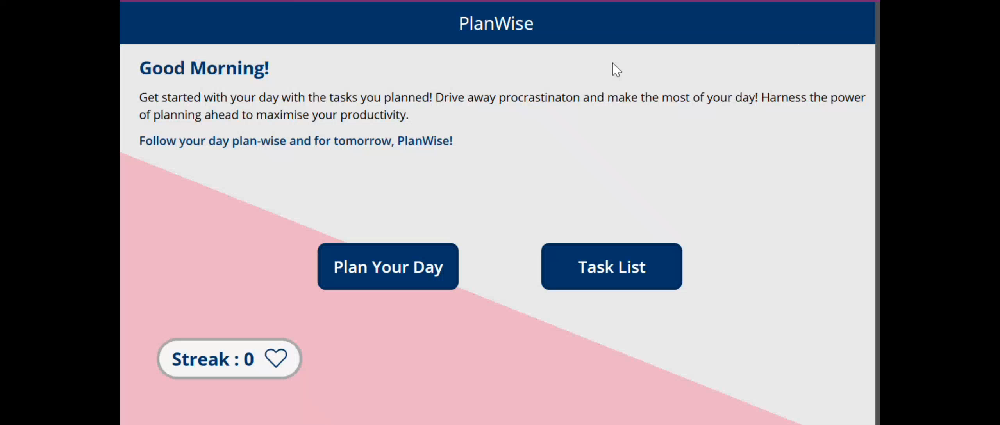 PlanWise
Good Morning!
Get started with your day with the tasks you planned! Drive away procrastinaton and make the most of your day! Harness the power
of planning ahead to maximise your productivity.
Follow your day plan-wise and for tomorrow, PlanWise!
Plan Your Day
Task List
Streak : 0